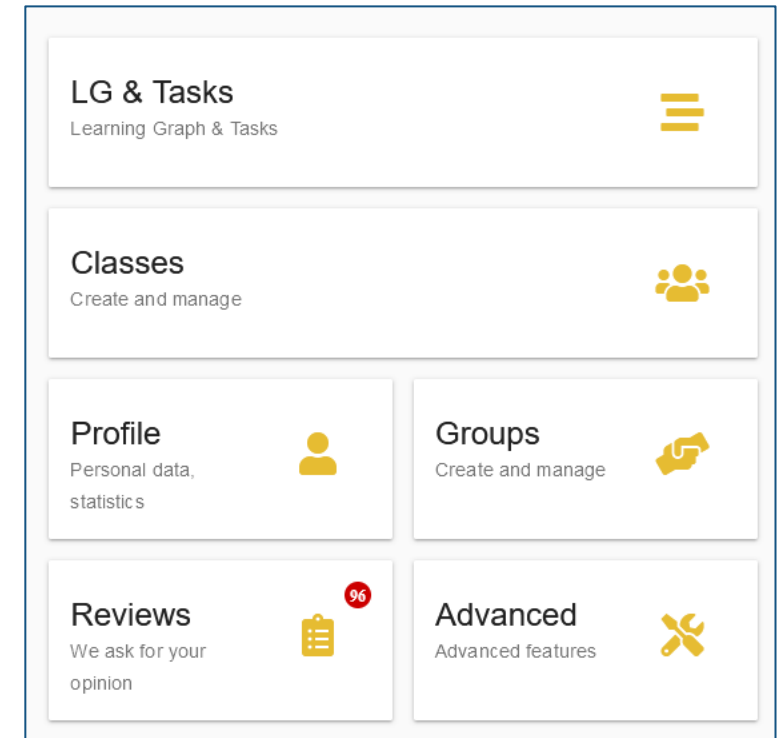 LG & Tasks
Learning Graph & Tasks
Classes
Create and manage
Profile
Personal data,
statistics
Groups
Create and manage
Reviews
We ask for your
opinion
96
Advanced
Advanced features